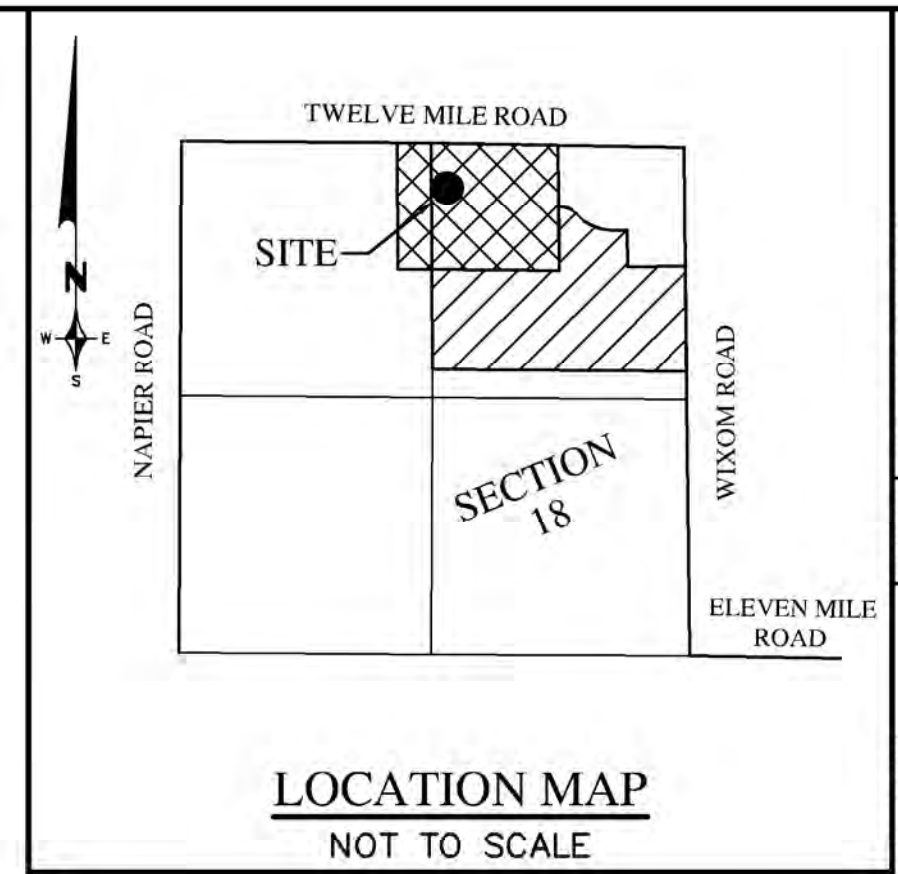 TWELVE MILE ROAD
SITE
N
W E
S
NAPIER ROAD
WIXOM ROAD
SECTION
18
ELEVEN MILE
ROAD
LOCATION MAP
NOT TO SCALE